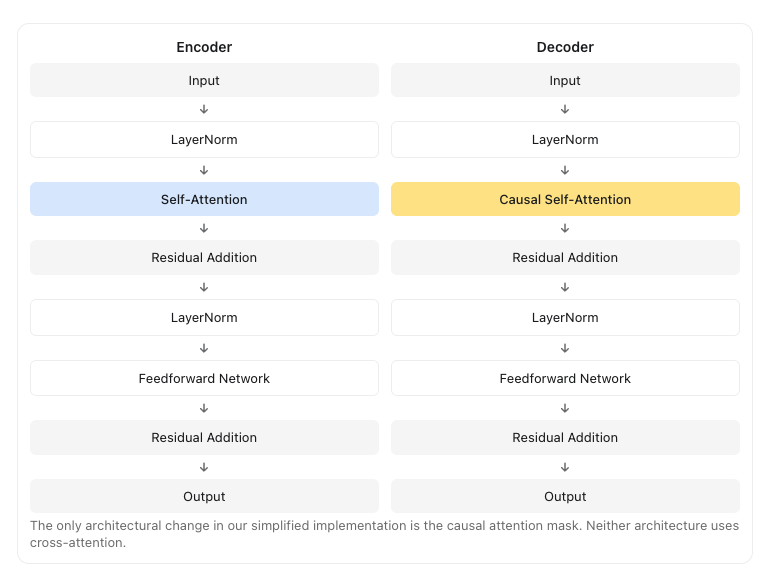 Encoder
Decoder
Input
Input
↓
↓
LayerNorm
LayerNorm
↓
↓
Self-Attention
Causal Self-Attention
↓
↓
Residual Addition
Residual Addition
↓
↓
LayerNorm
LayerNorm
↓
↓
Feedforward Network
Feedforward Network
↓
↓
Residual Addition
Residual Addition
↓
↓
Output
Output
The only architectural change in our simplified implementation is the causal attention mask. Neither architecture uses
cross-attention.